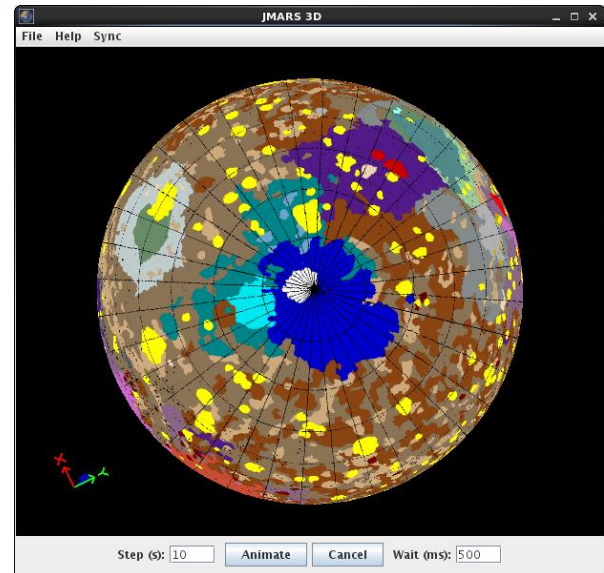 JMARS 3D
File Help Sync
X
Y
Step (s): 10 Animate Cancel Wait (ms): 500